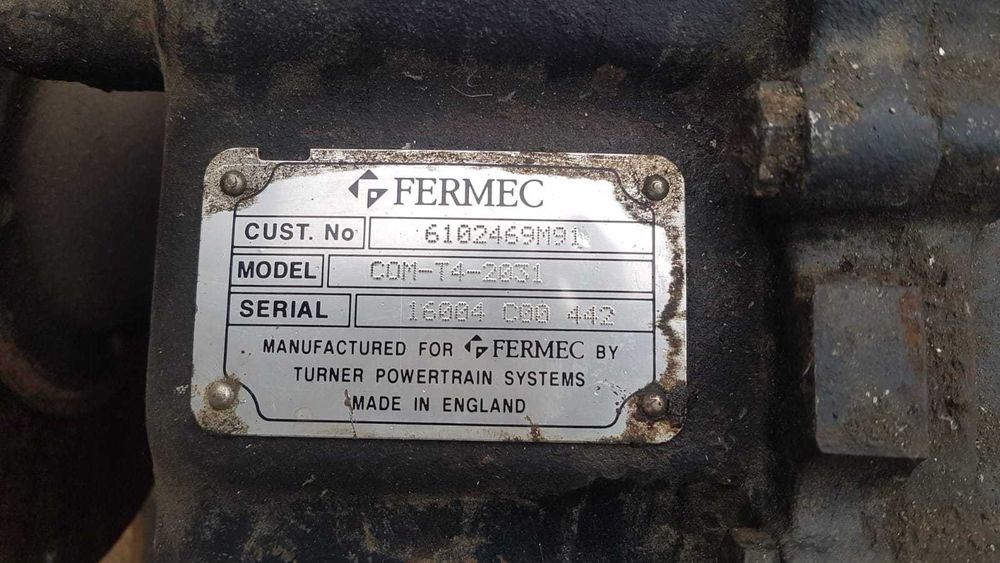 FERMEC
CUST. No 6102469M91
MODEL COM-T4-2031
SERIAL 16004 C00 442
MANUFACTURED FOR FERMEC BY
TURNER POWERTRAIN SYSTEMS
MADE IN ENGLAND